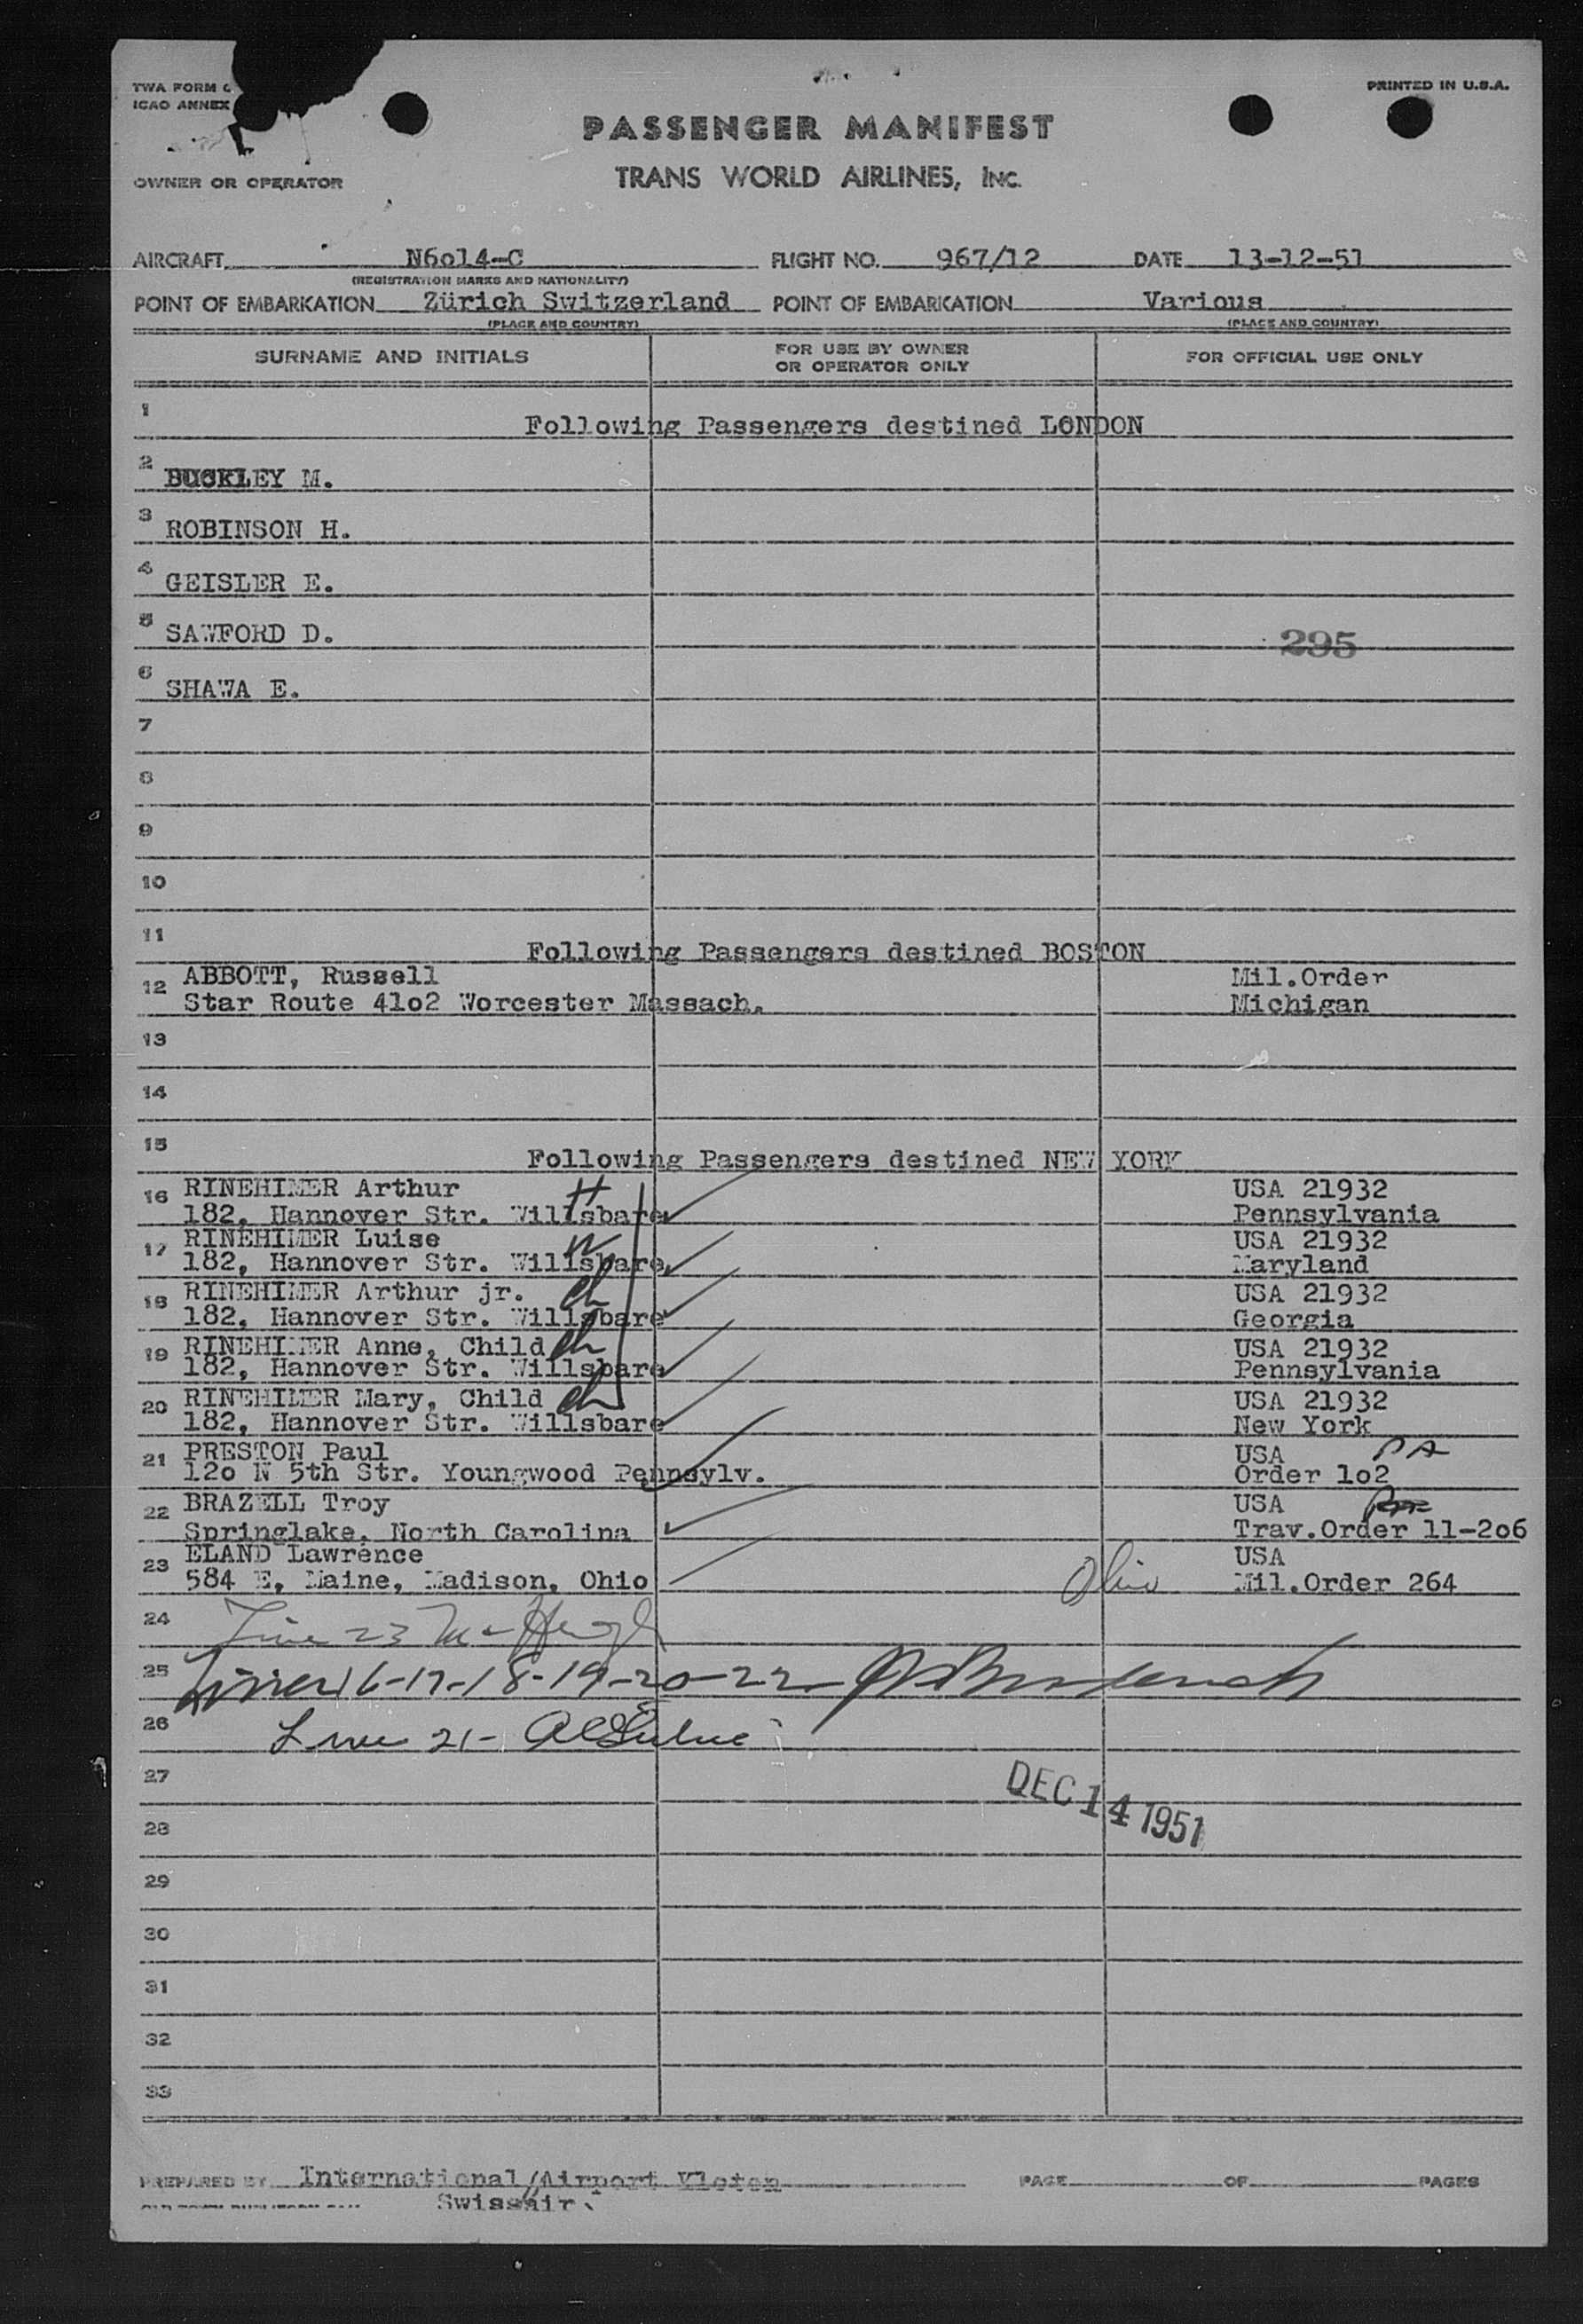 TWA FORM
ICAO ANNEX
PRINTED IN U.S.A.
PASSENGER MANIFEST
OWNER OR OPERATOR
TRANS WORLD AIRLINES, INC.
AIRCRAFT N6o14-C FLIGHT NO. 967/12 DATE 13-12-51
(REGISTRATION MARKS AND NATIONALITY)
POINT OF EMBARKATION Zürich Switzerland POINT OF EMBARKATION Various
(PLACE AND COUNTRY) (PLACE AND COUNTRY)
SURNAME AND INITIALS FOR USE BY OWNER OR OPERATOR ONLY FOR OFFICIAL USE ONLY
1 Following Passengers destined LONDON
2 BUCKLEY M.
3 ROBINSON H.
4 GEISLER E.
5 SAWFORD D. 295
6 SHAWA E.
7
8
9
10
11 Following Passengers destined BOSTON
12 ABBOTT, Russell Mil.Order
Star Route 41o2 Worcester Massach. Michigan
13
14
15 Following Passengers destined NEW YORK
16 RINEHIMER Arthur H USA 21932
182, Hannover Str. Willsbare Pennsylvania
17 RINEHIMER Luise W USA 21932
182, Hannover Str. Willsbare, Maryland
18 RINEHIMER Arthur jr. ch USA 21932
182, Hannover Str. Willsbare Georgia
19 RINEHIMER Anne, Child ch USA 21932
182, Hannover Str. Willsbare Pennsylvania
20 RINEHIMER Mary, Child ch USA 21932
182, Hannover Str. Willsbare New York
21 PRESTON Paul USA PA
12o N 5th Str. Youngwood Pennsylv. Order 1o2
22 BRAZELL Troy USA
Springlake, North Carolina Trav.Order 11-2o6
23 ELAND Lawrence USA
584 E, Maine, Madison, Ohio Ohio Mil.Order 264
24 Line 23
25 Lines 16-17-18-19-20-22-
26 Line 21-
27
DEC 14 1951
28
29
30
31
32
33
PREPARED BY International Airport Kloten PAGE OF PAGES
Swissair